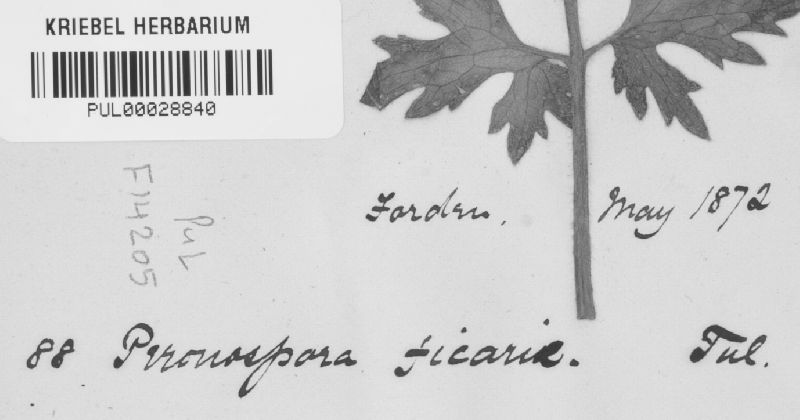 KRIEBEL HERBARIUM
PUL00028840
PUL
F14205
Forden. May 1872
88 Peronospora ficariæ. Tul.